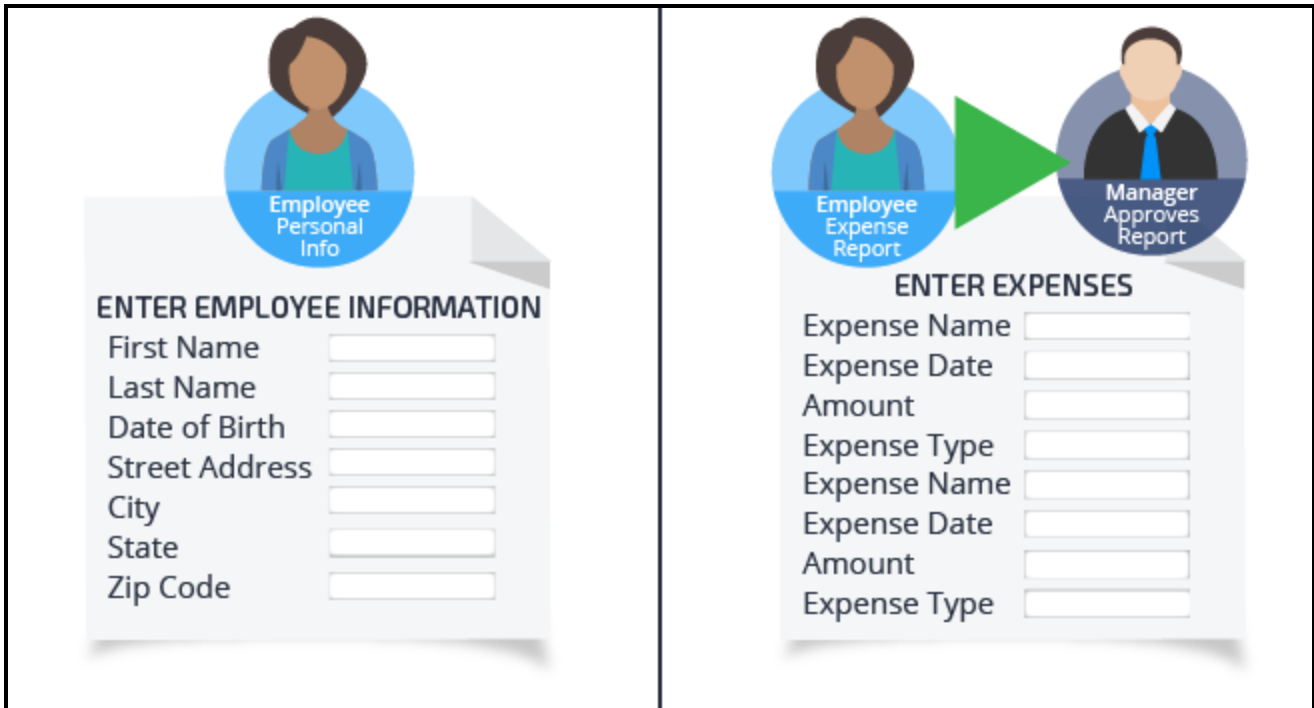 Employee
Personal
Info
ENTER EMPLOYEE INFORMATION
First Name
Last Name
Date of Birth
Street Address
City
State
Zip Code
Employee
Expense
Report
Manager
Approves
Report
ENTER EXPENSES
Expense Name
Expense Date
Amount
Expense Type
Expense Name
Expense Date
Amount
Expense Type